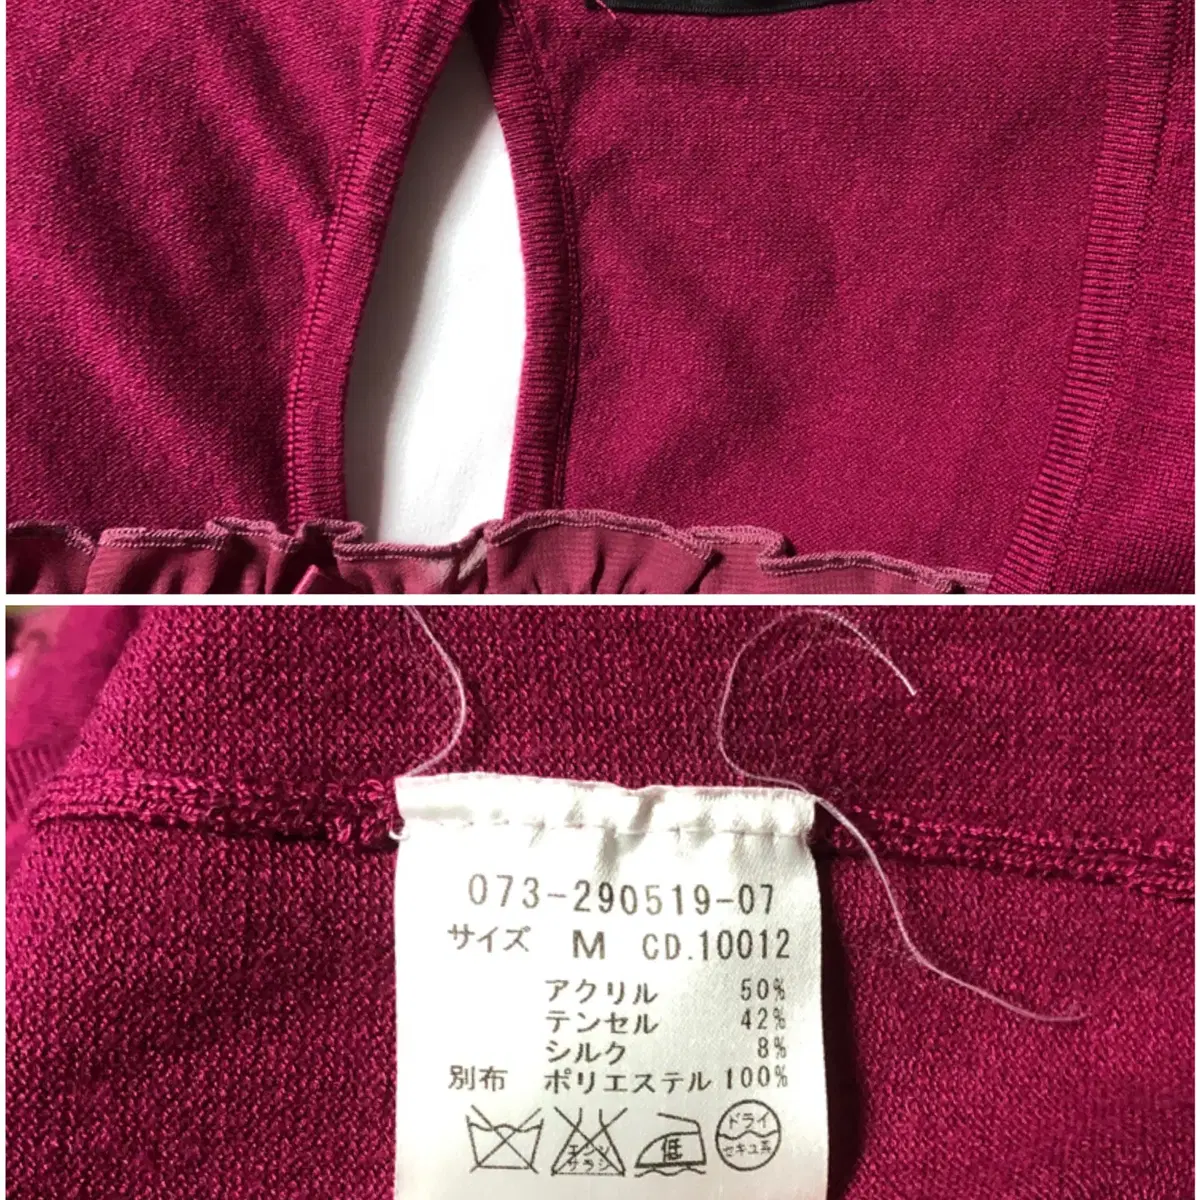 073-290519-07
サイズ M CD.10012
アクリル 50%
テンセル 42%
シルク 8%
別布 ポリエステル 100%
エンソサラシ 低 ドライ
セキユ系